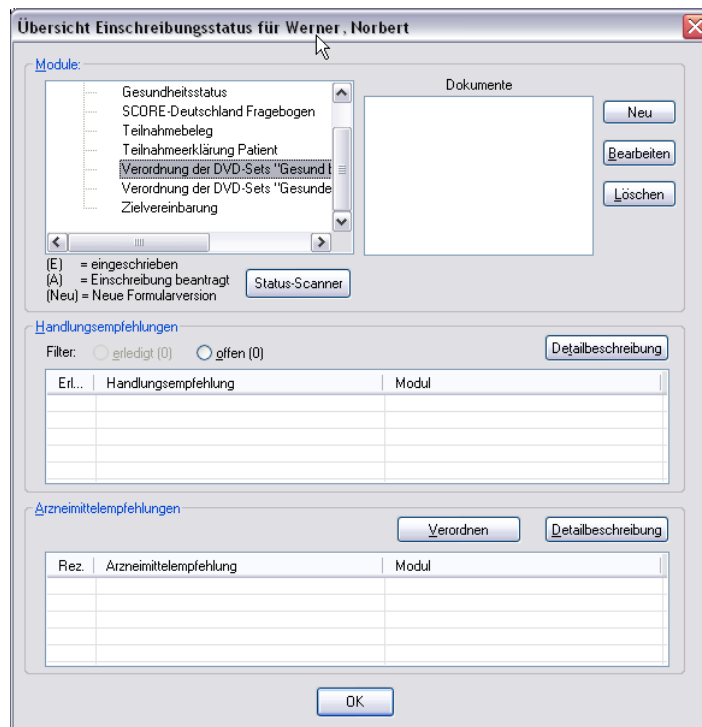 Übersicht Einschreibungsstatus für Werner, Norbert
Module:
Gesundheitsstatus
SCORE-Deutschland Fragebogen
Teilnahmebeleg
Teilnahmeerklärung Patient
Verordnung der DVD-Sets "Gesund b
Verordnung der DVD-Sets "Gesunde
Zielvereinbarung
Dokumente
Neu
Bearbeiten
Löschen
(E) = eingeschrieben
(A) = Einschreibung beantragt
(Neu) = Neue Formularversion
Status-Scanner
Handlungsempfehlungen
Filter: erledigt (0) offen (0)
Detailbeschreibung
Erl... Handlungsempfehlung Modul
Arzneimittelempfehlungen
Verordnen Detailbeschreibung
Rez. Arzneimittelempfehlung Modul
OK